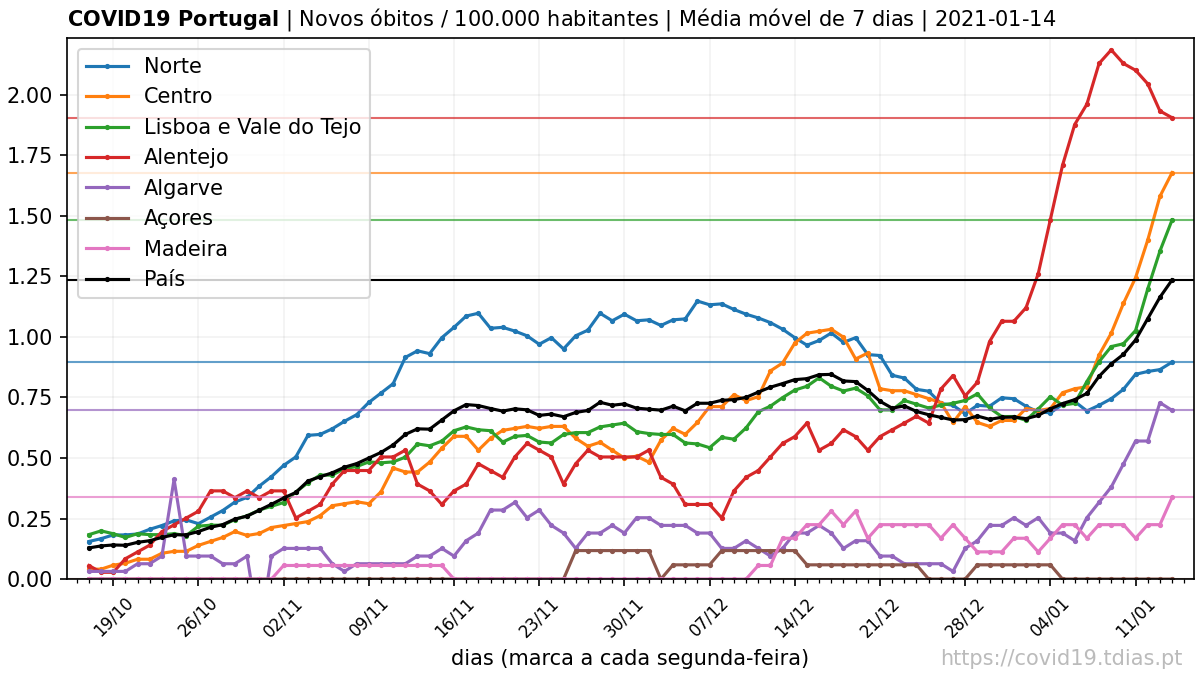 COVID19 Portugal | Novos óbitos / 100.000 habitantes | Média móvel de 7 dias | 2021-01-14
Norte
Centro
Lisboa e Vale do Tejo
Alentejo
Algarve
Açores
Madeira
País
2.00
1.75
1.50
1.25
1.00
0.75
0.50
0.25
0.00
19/10 26/10 02/11 09/11 16/11 23/11 30/11 07/12 14/12 21/12 28/12 04/01 11/01
dias (marca a cada segunda-feira)
https://covid19.tdias.pt